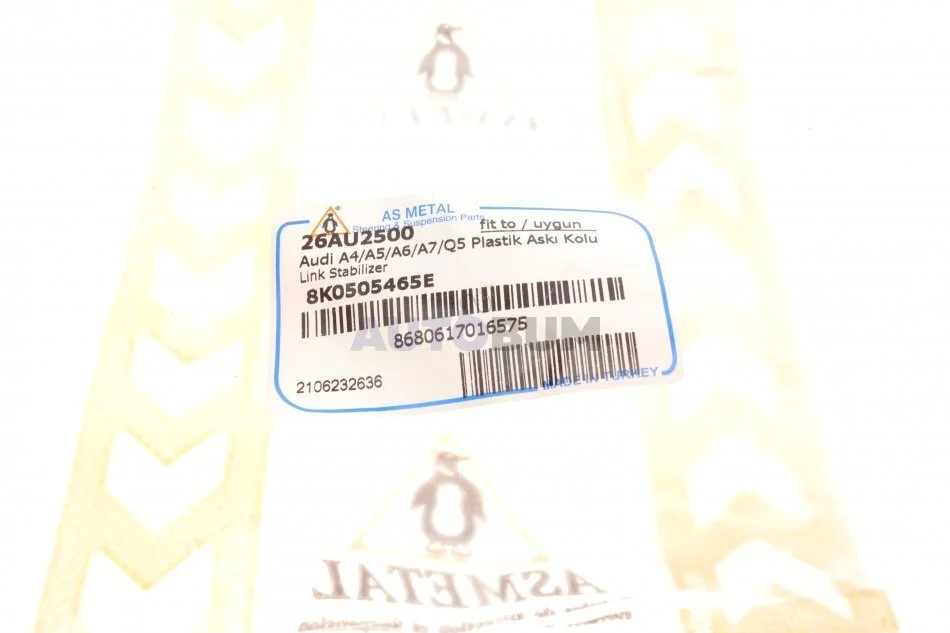 AS METAL
Steering & Suspension Parts
fit to / uygun
26AU2500
Audi A4/A5/A6/A7/Q5 Plastik Askı Kolu
Link Stabilizer
8K0505465E
8680617016575
AUTOBUM
2106232636
MADE IN TURKEY
ASMETAL